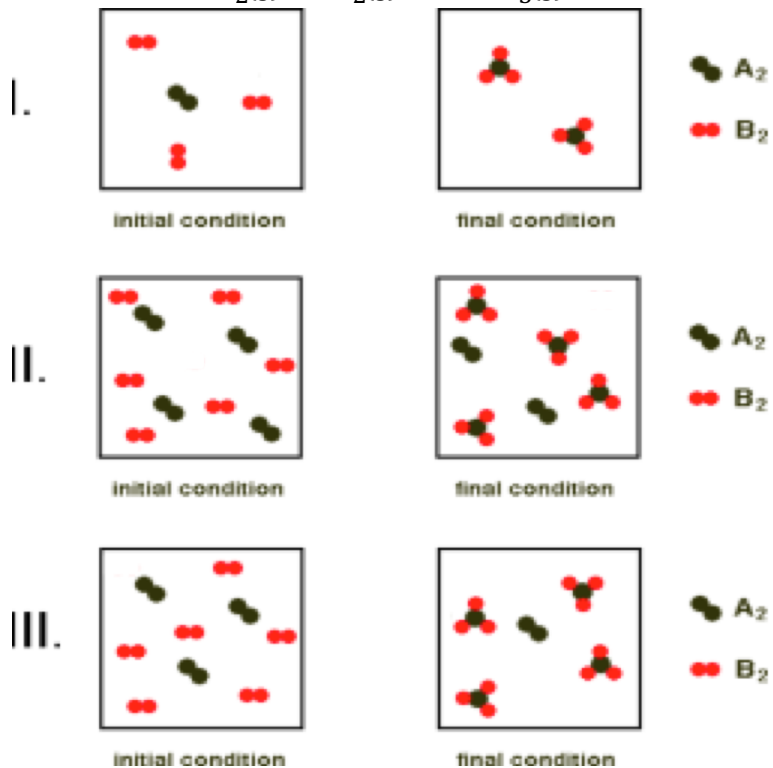 I.
A₂
B₂
initial condition
final condition
II.
A₂
B₂
initial condition
final condition
III.
A₂
B₂
initial condition
final condition